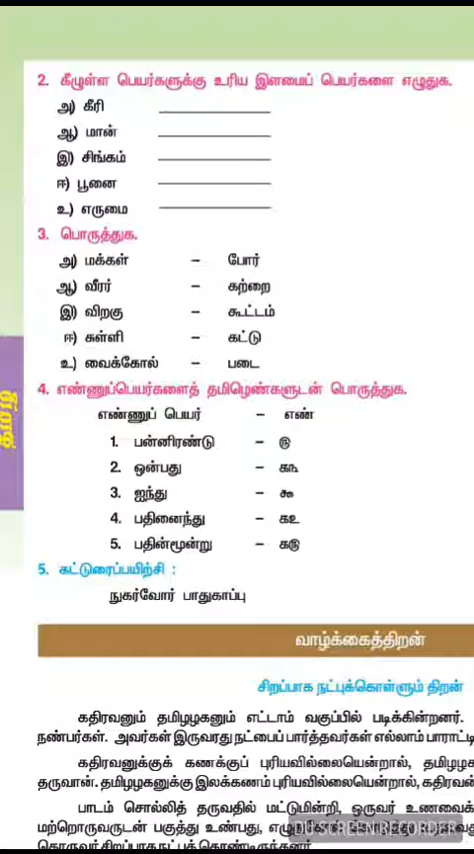 2. கீழுள்ள பெயர்களுக்கு உரிய இளமைப் பெயர்களை எழுதுக.
அ) கீரி
ஆ) மான்
இ) சிங்கம்
ஈ) பூனை
உ) எருமை
3. பொருத்துக.
அ) மக்கள் – போர்
ஆ) வீரர் – கற்றை
இ) விறகு – கூட்டம்
ஈ) சுள்ளி – கட்டு
உ) வைக்கோல் – படை
தமிழ்
4. எண்ணுப்பெயர்களைத் தமிழெண்களுடன் பொருத்துக.
எண்ணுப் பெயர் – எண்
1. பன்னிரண்டு – ௫
2. ஒன்பது – ௧௩
3. ஐந்து – ௯
4. பதினைந்து – ௧௨
5. பதின்மூன்று – ௧௫
5. கட்டுரைப்பயிற்சி :
நுகர்வோர் பாதுகாப்பு
வாழ்க்கைத்திறன்
சிறப்பாக நட்புக்கொள்ளும் திறன்
கதிரவனும் தமிழழகனும் எட்டாம் வகுப்பில் படிக்கின்றனர்.
நண்பர்கள். அவர்கள் இருவரது நட்பைப் பார்த்தவர்கள் எல்லாம் பாராட்டி
கதிரவனுக்குக் கணக்குப் புரியவில்லையென்றால், தமிழழக
தருவான். தமிழழகனுக்கு இலக்கணம் புரியவில்லையென்றால், கதிரவன்
பாடம் சொல்லித் தருவதில் மட்டுமின்றி, ஒருவர் உணவைக்
மற்றொருவருடன் பகுத்து உண்பது, எழுதுகோல்
SCREEN RECORDER